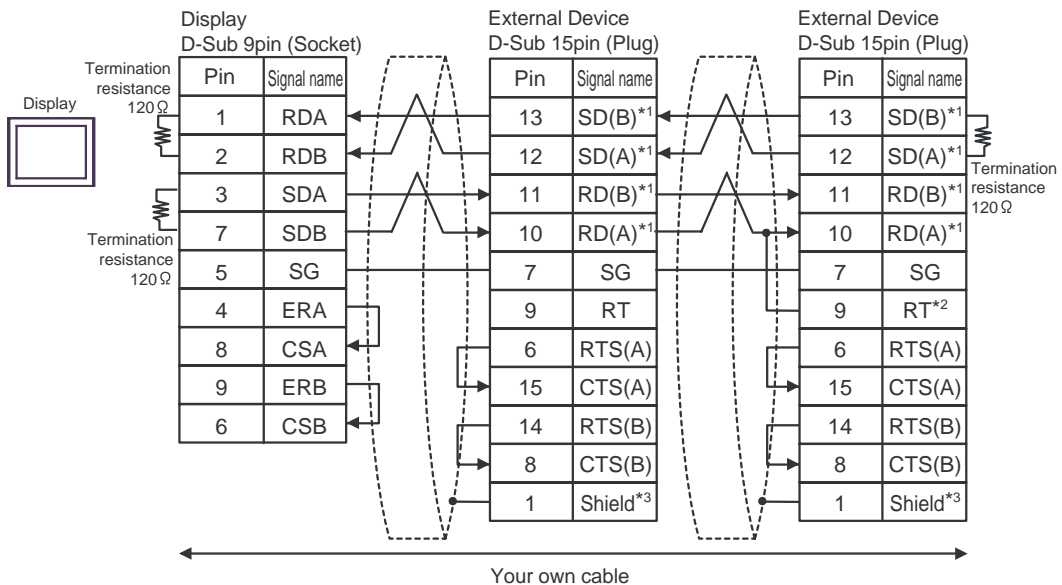 Display
D-Sub 9pin (Socket)
External Device
D-Sub 15pin (Plug)
External Device
D-Sub 15pin (Plug)
Termination
resistance
120Ω
Display
Termination
resistance
120Ω
Pin Signal name
1 RDA
2 RDB
3 SDA
7 SDB
5 SG
4 ERA
8 CSA
9 ERB
6 CSB
Pin Signal name
13 SD(B)*1
12 SD(A)*1
11 RD(B)*1
10 RD(A)*1
7 SG
9 RT
6 RTS(A)
15 CTS(A)
14 RTS(B)
8 CTS(B)
1 Shield*3
Pin Signal name
13 SD(B)*1
12 SD(A)*1
11 RD(B)*1
10 RD(A)*1
7 SG
9 RT*2
6 RTS(A)
15 CTS(A)
14 RTS(B)
8 CTS(B)
1 Shield*3
Termination
resistance
120Ω
Your own cable